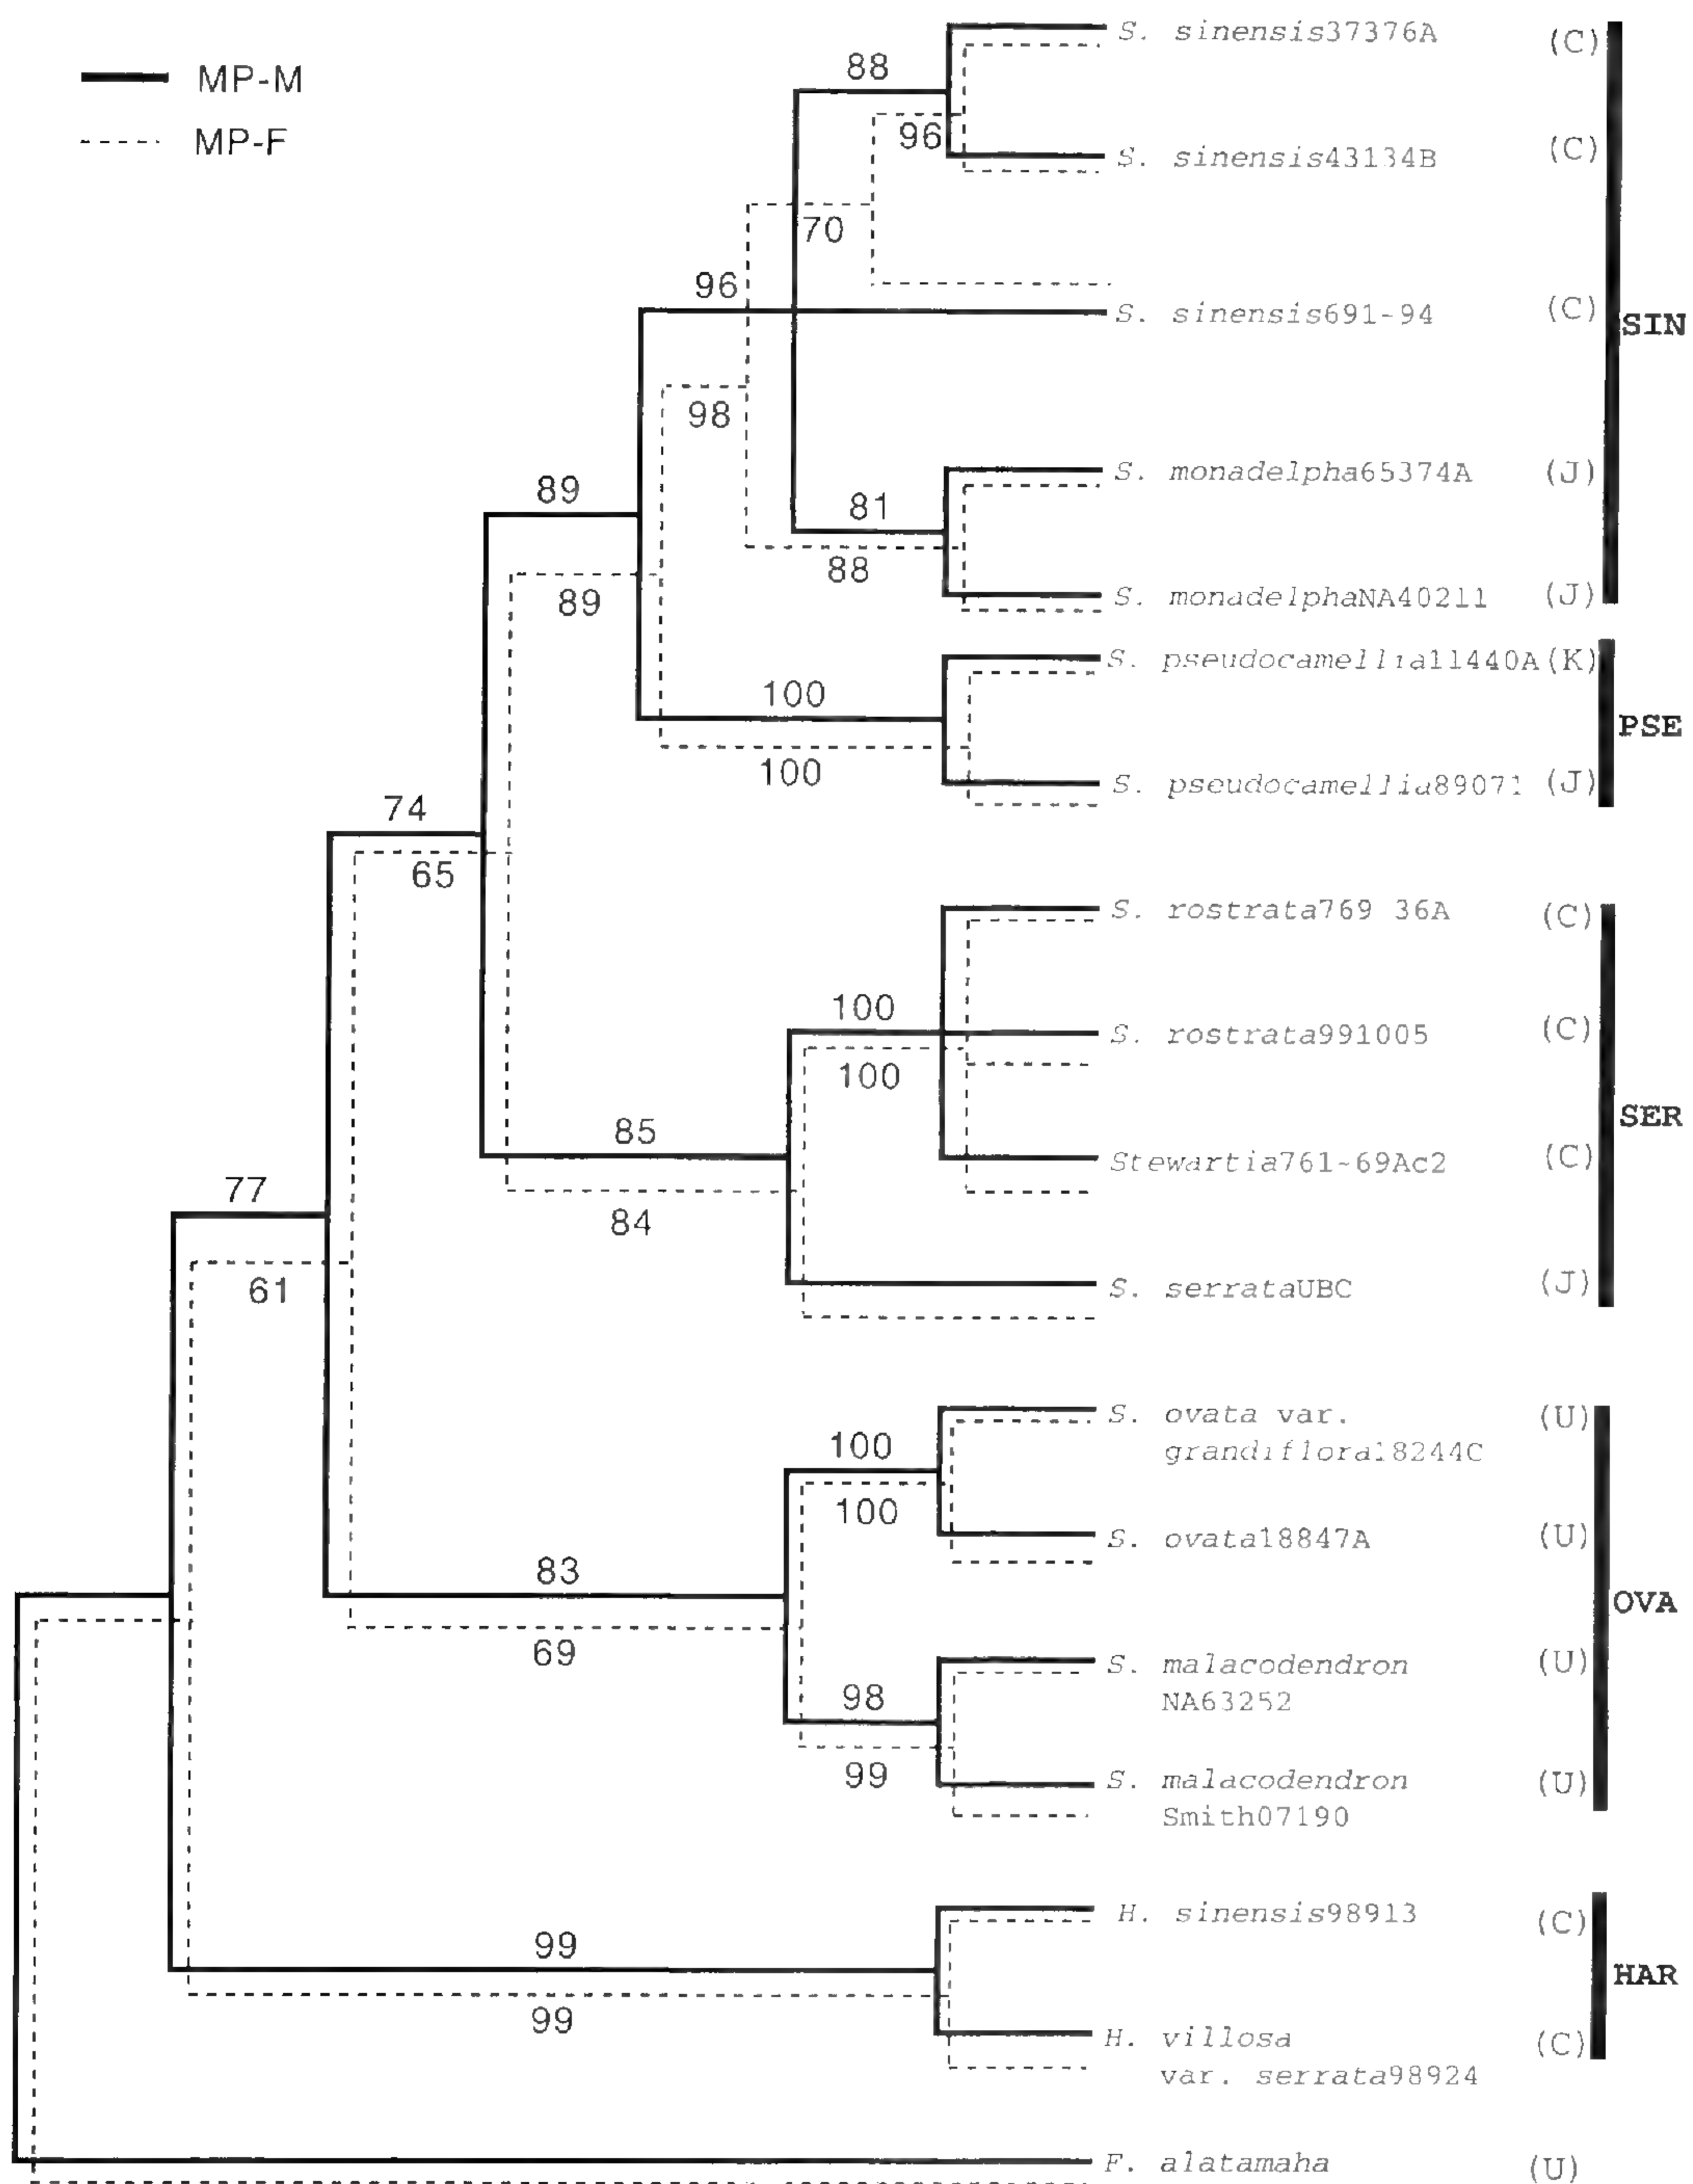 MP-M
MP-F
88
S. sinensis37376A (C)
96
S. sinensis43134B (C)
70
96
S. sinensis691-94 (C)
SIN
98
89
S. monadelpha65374A (J)
81
88
89
S. monadelphaNA40211 (J)
S. pseudocamellia11440A(K)
100
PSE
100
S. pseudocamellia89071 (J)
74
65
S. rostrata769 36A (C)
100
S. rostrata991005 (C)
100
SER
85
Stewartia761-69Ac2 (C)
77
84
61
S. serrataUBC (J)
S. ovata var. (U)
grandiflora18244C
100
100
S. ovata18847A (U)
83
OVA
69
S. malacodendron (U)
NA63252
98
99
S. malacodendron (U)
Smith07190
H. sinensis98913 (C)
99
HAR
99
H. villosa (C)
var. serrata98924
F. alatamaha (U)